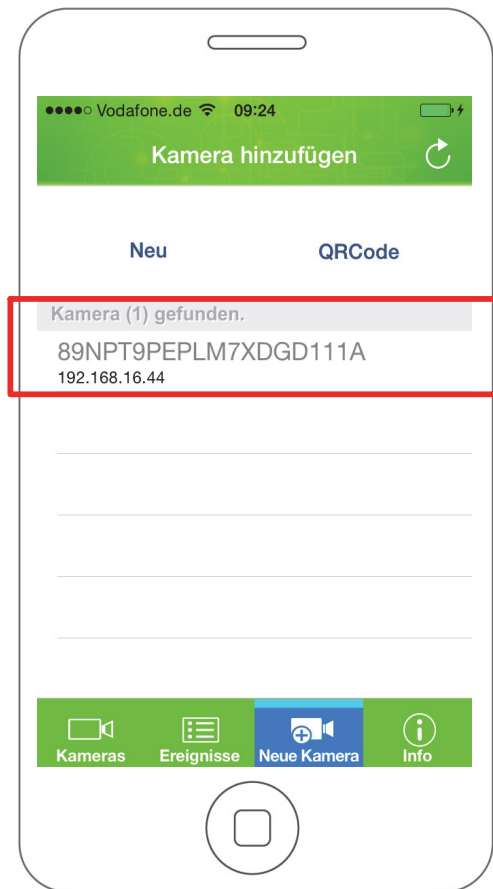 Vodafone.de 09:24
Kamera hinzufügen
Neu QRCode
Kamera (1) gefunden.
89NPT9PEPLM7XDGD111A
192.168.16.44
Kameras Ereignisse Neue Kamera Info